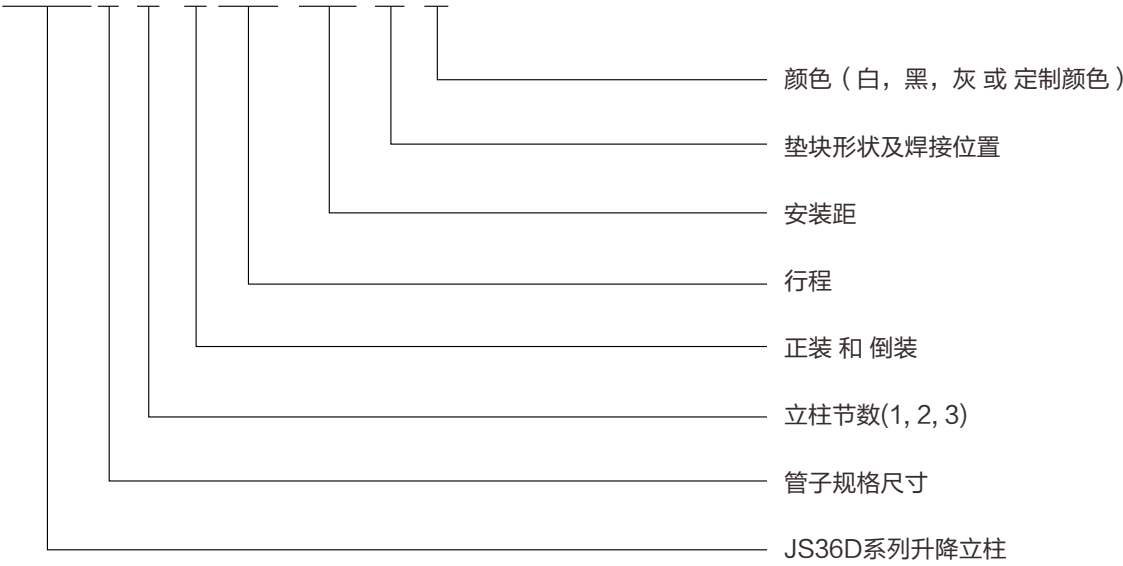 颜色（白，黑，灰 或 定制颜色）
垫块形状及焊接位置
安装距
行程
正装 和 倒装
立柱节数(1, 2, 3)
管子规格尺寸
JS36D系列升降立柱